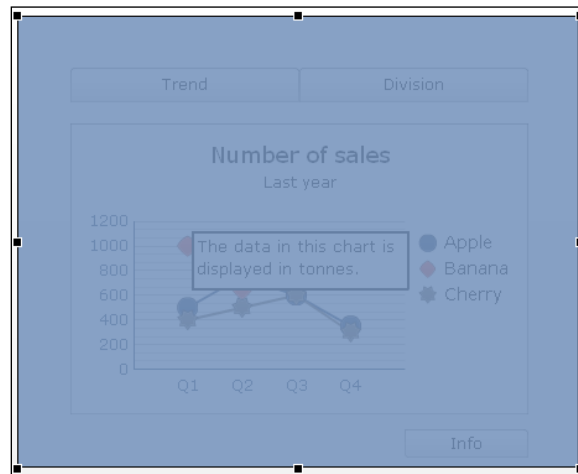 Trend
Division
Number of sales
Last year
1200
1000
800
600
400
200
0
The data in this chart is
displayed in tonnes.
Q1 Q2 Q3 Q4
Apple
Banana
Cherry
Info